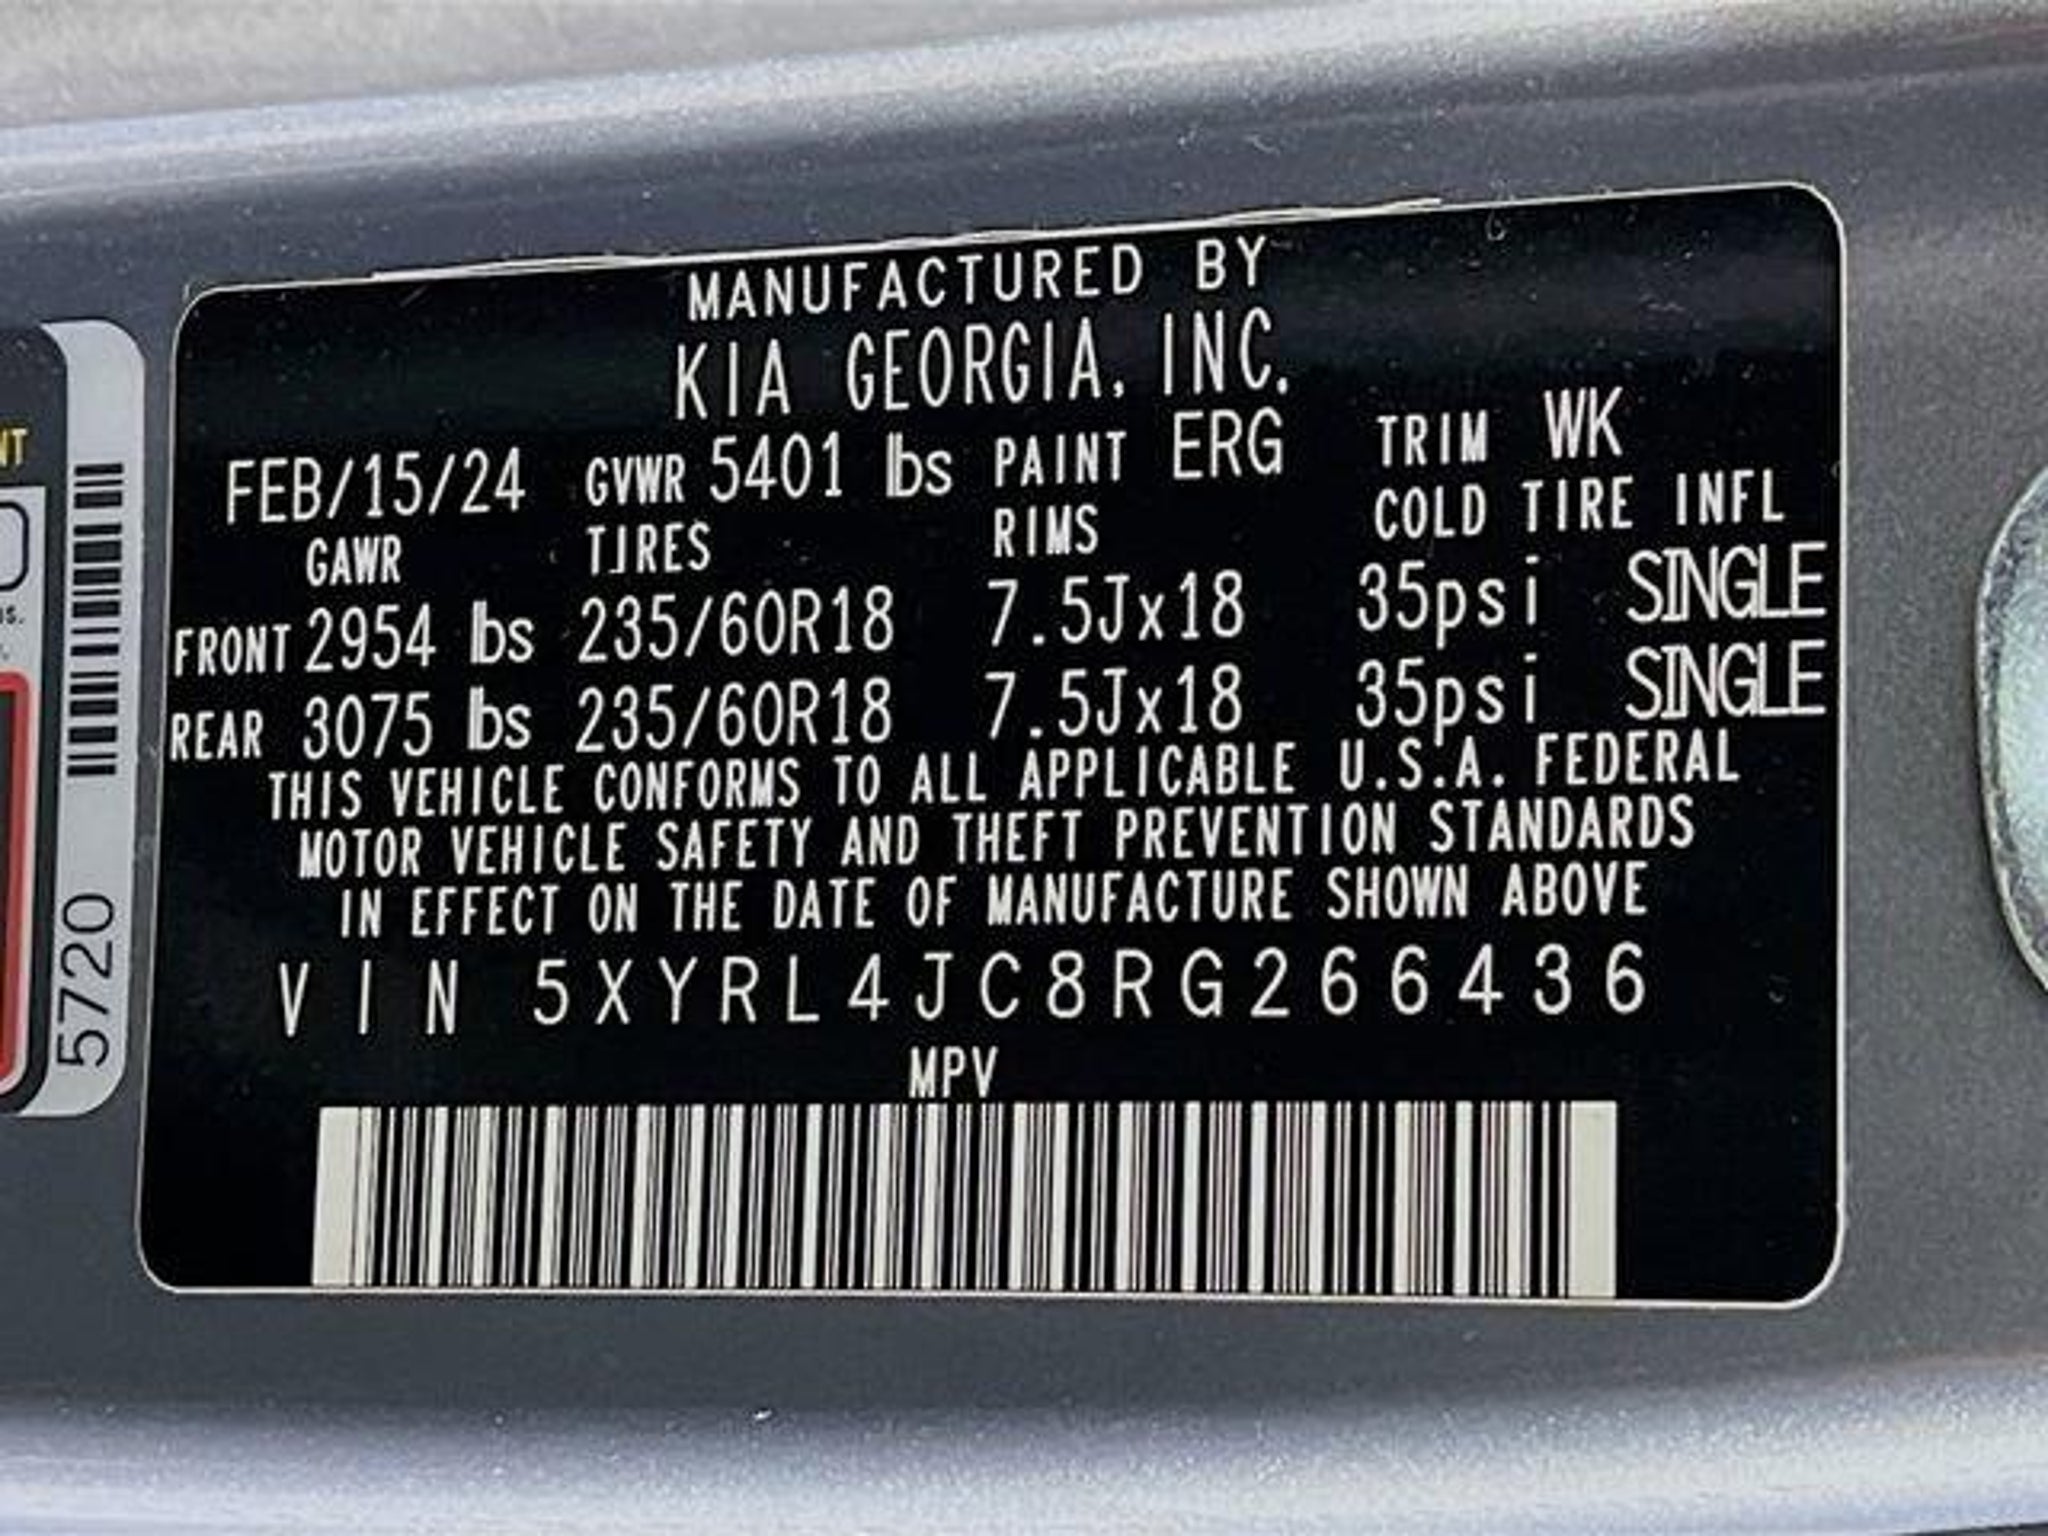 MANUFACTURED BY
KIA GEORGIA, INC.
FEB/15/24 GVWR 5401 lbs PAINT ERG TRIM WK
GAWR TIRES RIMS COLD TIRE INFL
FRONT 2954 lbs 235/60R18 7.5Jx18 35psi SINGLE
REAR 3075 lbs 235/60R18 7.5Jx18 35psi SINGLE
THIS VEHICLE CONFORMS TO ALL APPLICABLE U.S.A. FEDERAL
MOTOR VEHICLE SAFETY AND THEFT PREVENTION STANDARDS
IN EFFECT ON THE DATE OF MANUFACTURE SHOWN ABOVE
VIN 5XYRL4JC8RG266436
MPV
5720